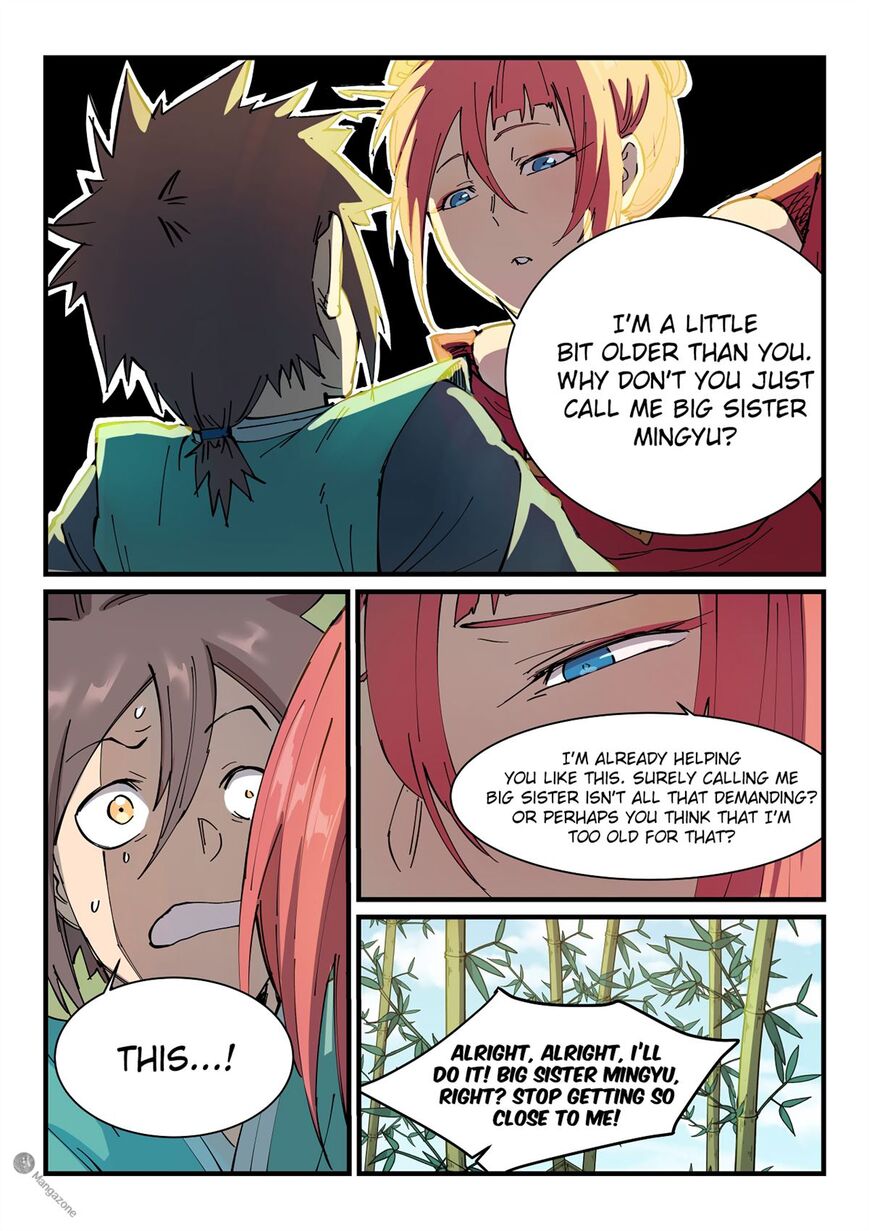 I'M A LITTLE
BIT OLDER THAN YOU.
WHY DON'T YOU JUST
CALL ME BIG SISTER
MINGYU?
I'M ALREADY HELPING
YOU LIKE THIS. SURELY CALLING ME
BIG SISTER ISN'T ALL THAT DEMANDING?
OR PERHAPS YOU THINK THAT I'M
TOO OLD FOR THAT?
THIS...!
ALRIGHT, ALRIGHT, I'LL
DO IT! BIG SISTER MINGYU,
RIGHT? STOP GETTING SO
CLOSE TO ME!
Mangazone